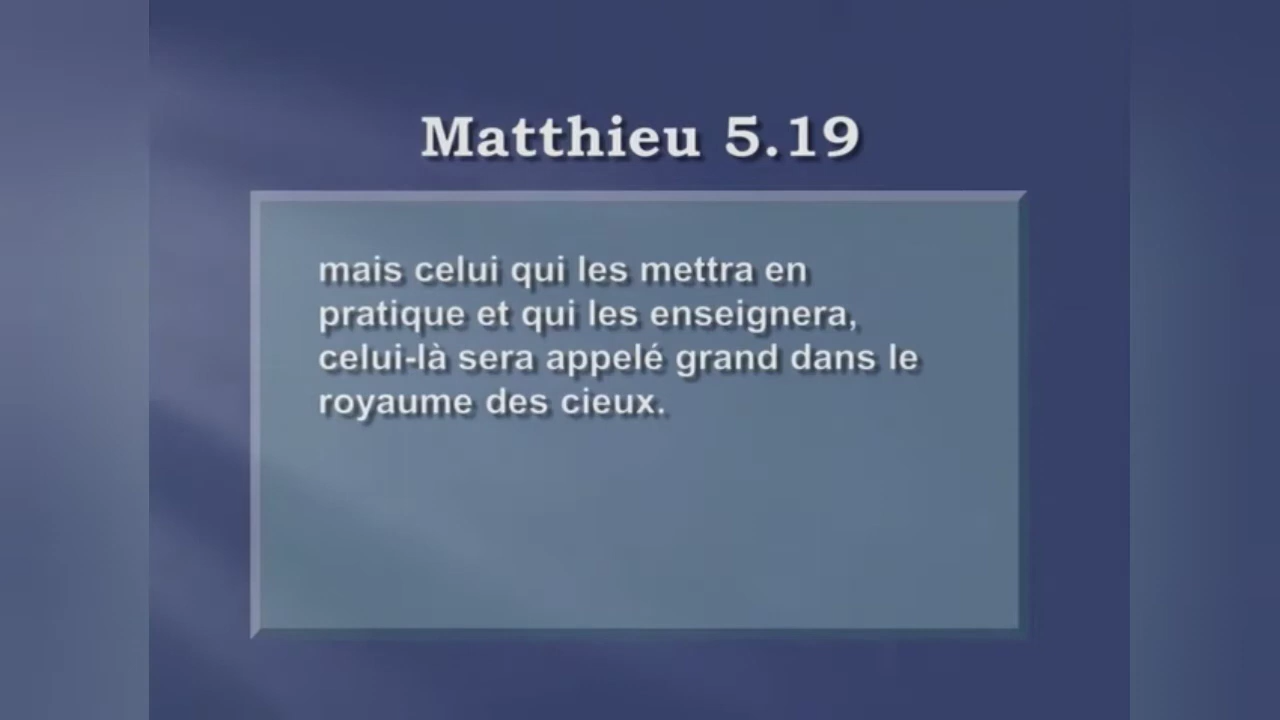 Matthieu 5.19
mais celui qui les mettra en
pratique et qui les enseignera,
celui-là sera appelé grand dans le
royaume des cieux.